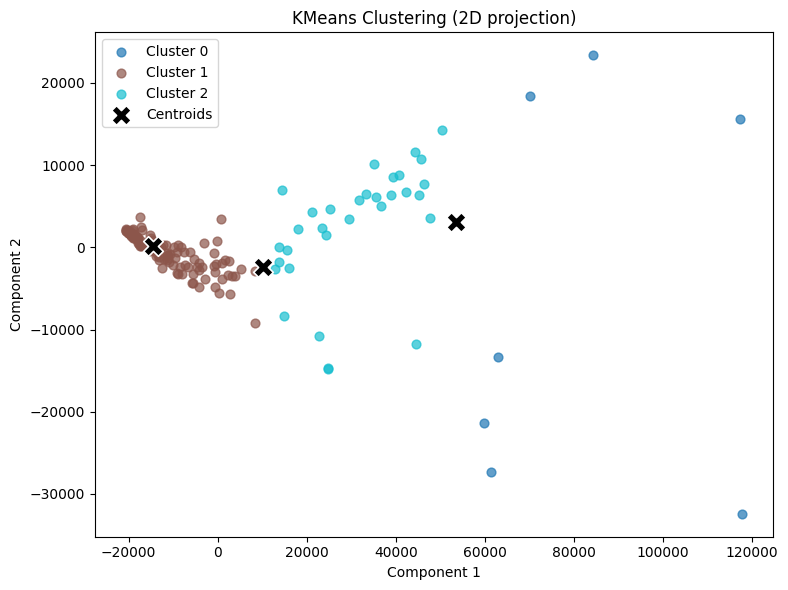 KMeans Clustering (2D projection)
Cluster 0
Cluster 1
Cluster 2
Centroids
20000
10000
0
−10000
−20000
−30000
Component 2
−20000 0 20000 40000 60000 80000 100000 120000
Component 1